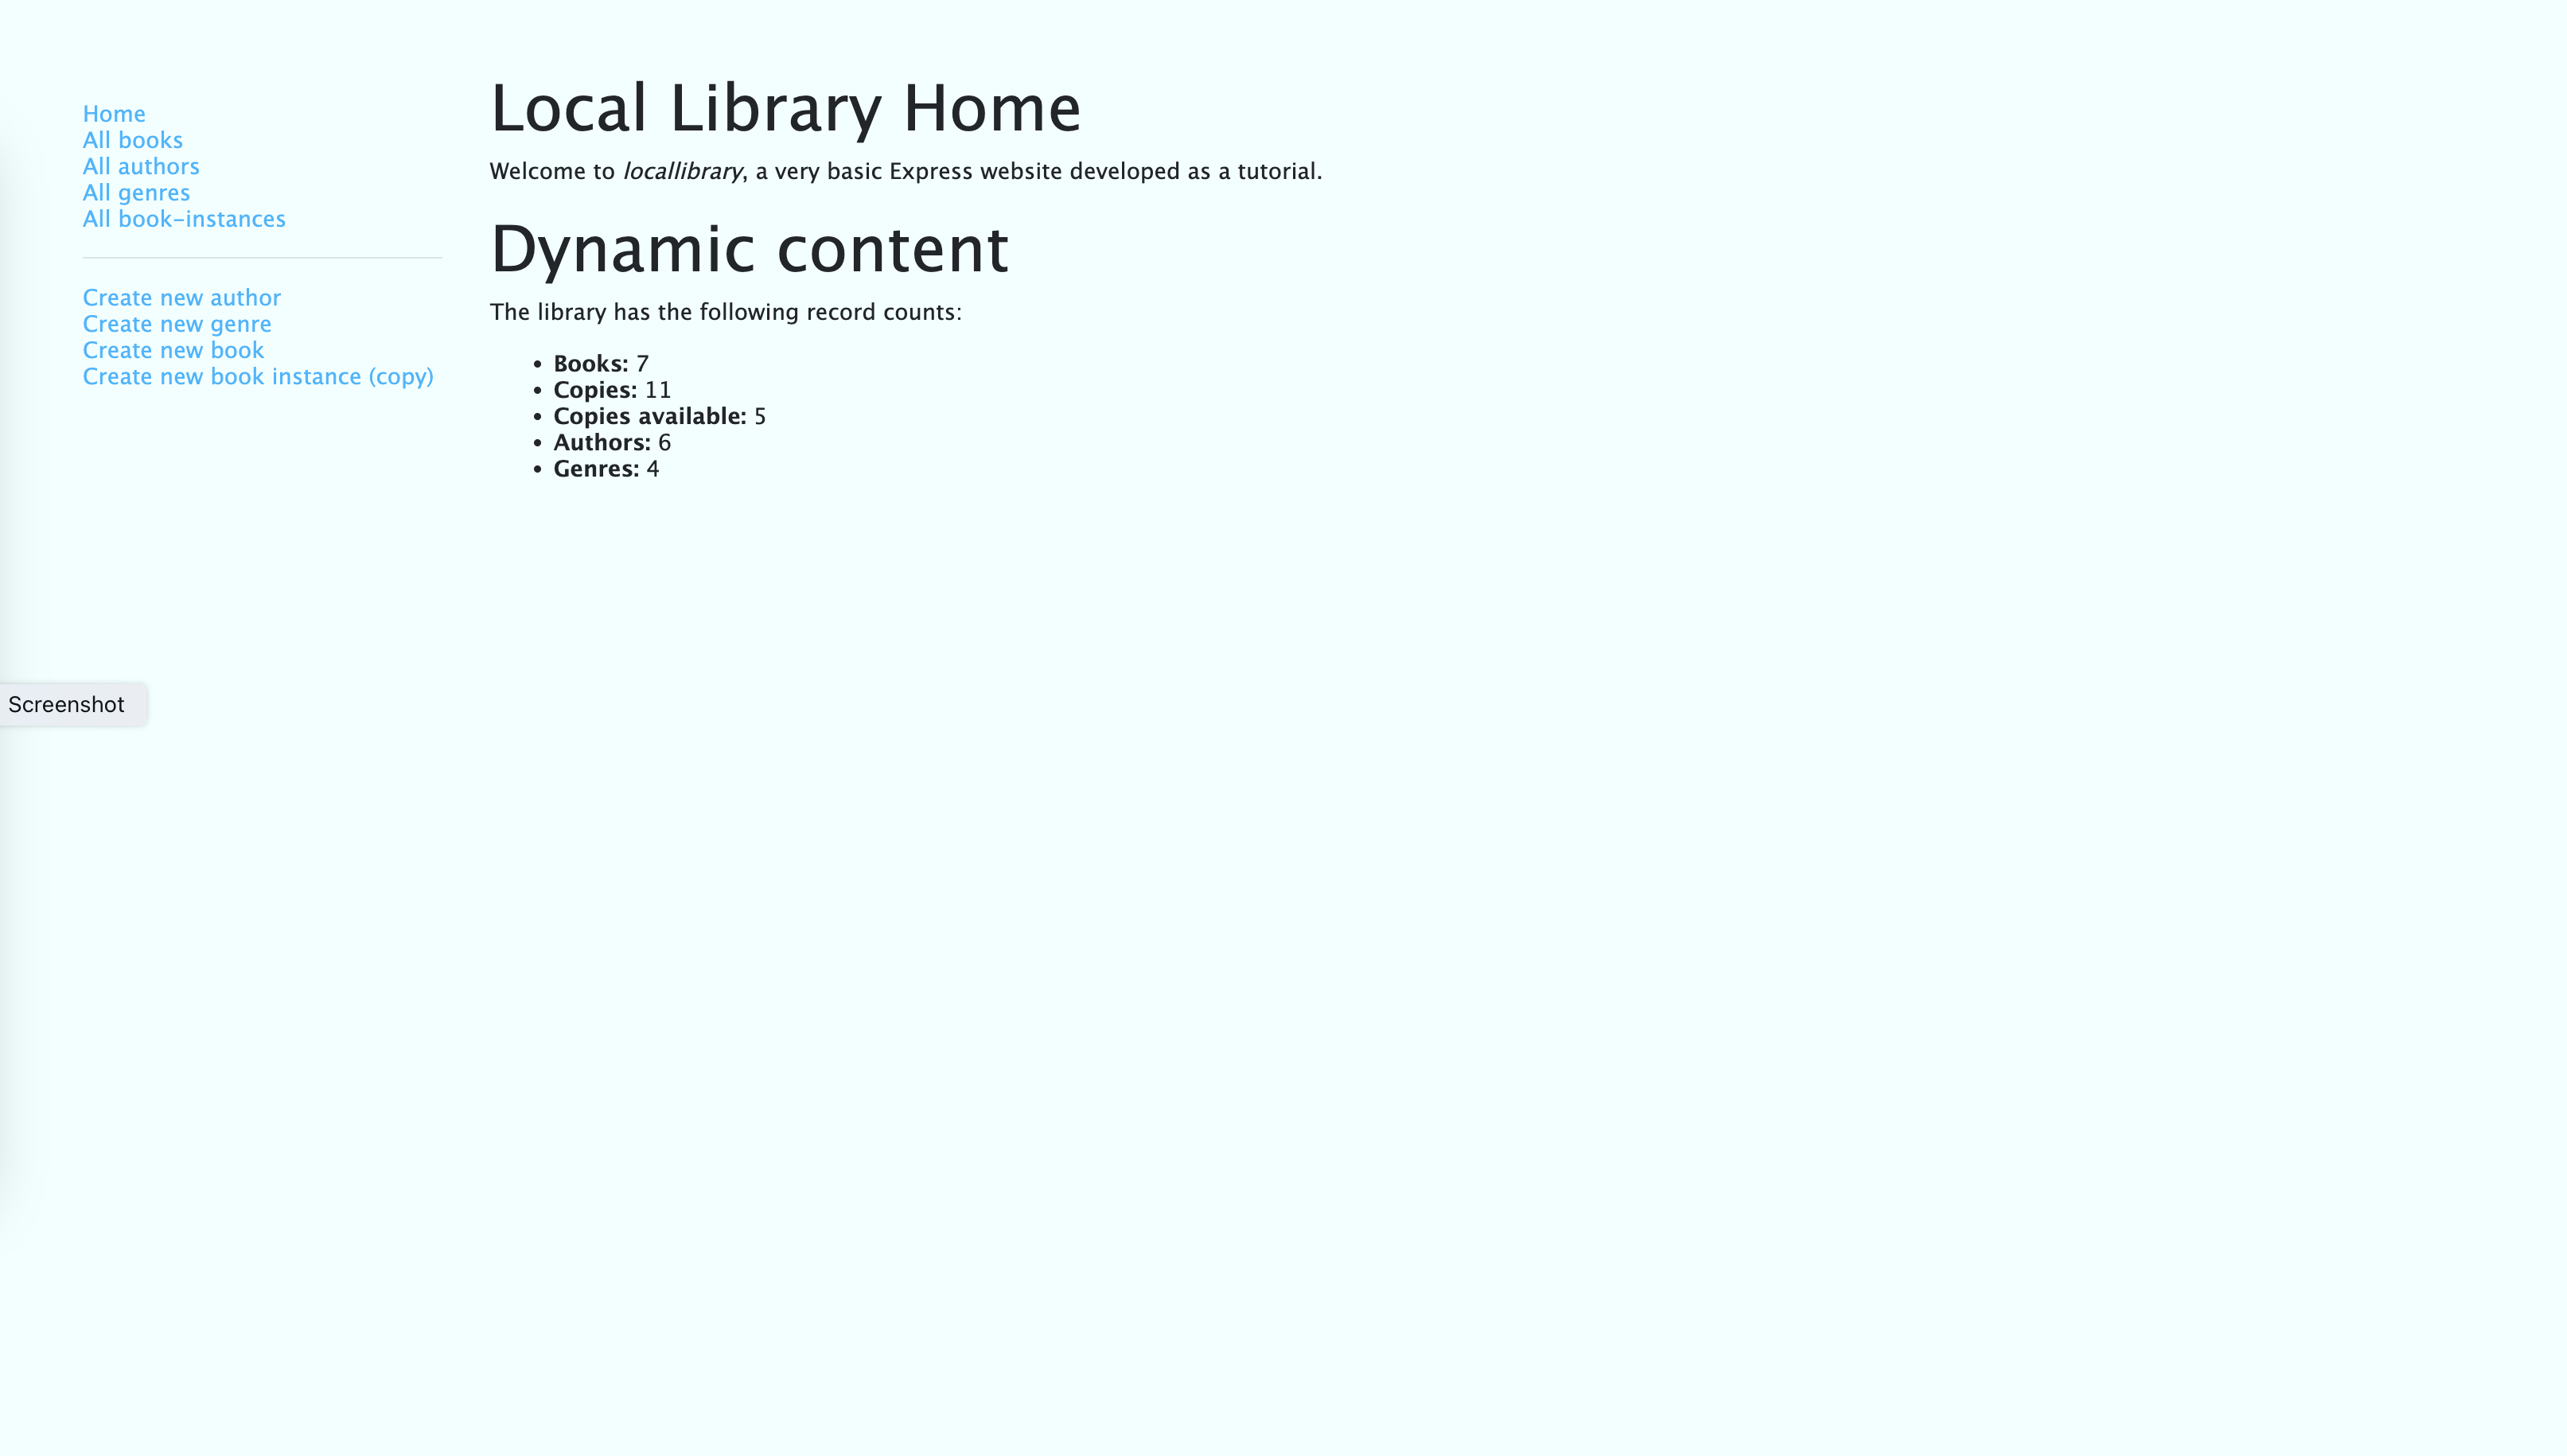 Home
All books
All authors
All genres
All book-instances
Create new author
Create new genre
Create new book
Create new book instance (copy)
Local Library Home
Welcome to locallibrary, a very basic Express website developed as a tutorial.
Dynamic content
The library has the following record counts:
• Books: 7
• Copies: 11
• Copies available: 5
• Authors: 6
• Genres: 4
Screenshot